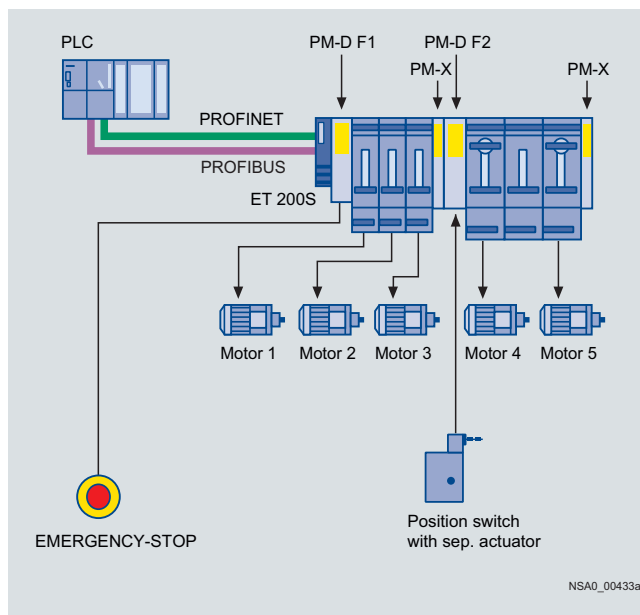 PLC
PM-D F1
PM-D F2
PM-X
PM-X
PROFINET
PROFIBUS
ET 200S
Motor 1
Motor 2
Motor 3
Motor 4
Motor 5
EMERGENCY-STOP
Position switch
with sep. actuator
NSA0_00433a